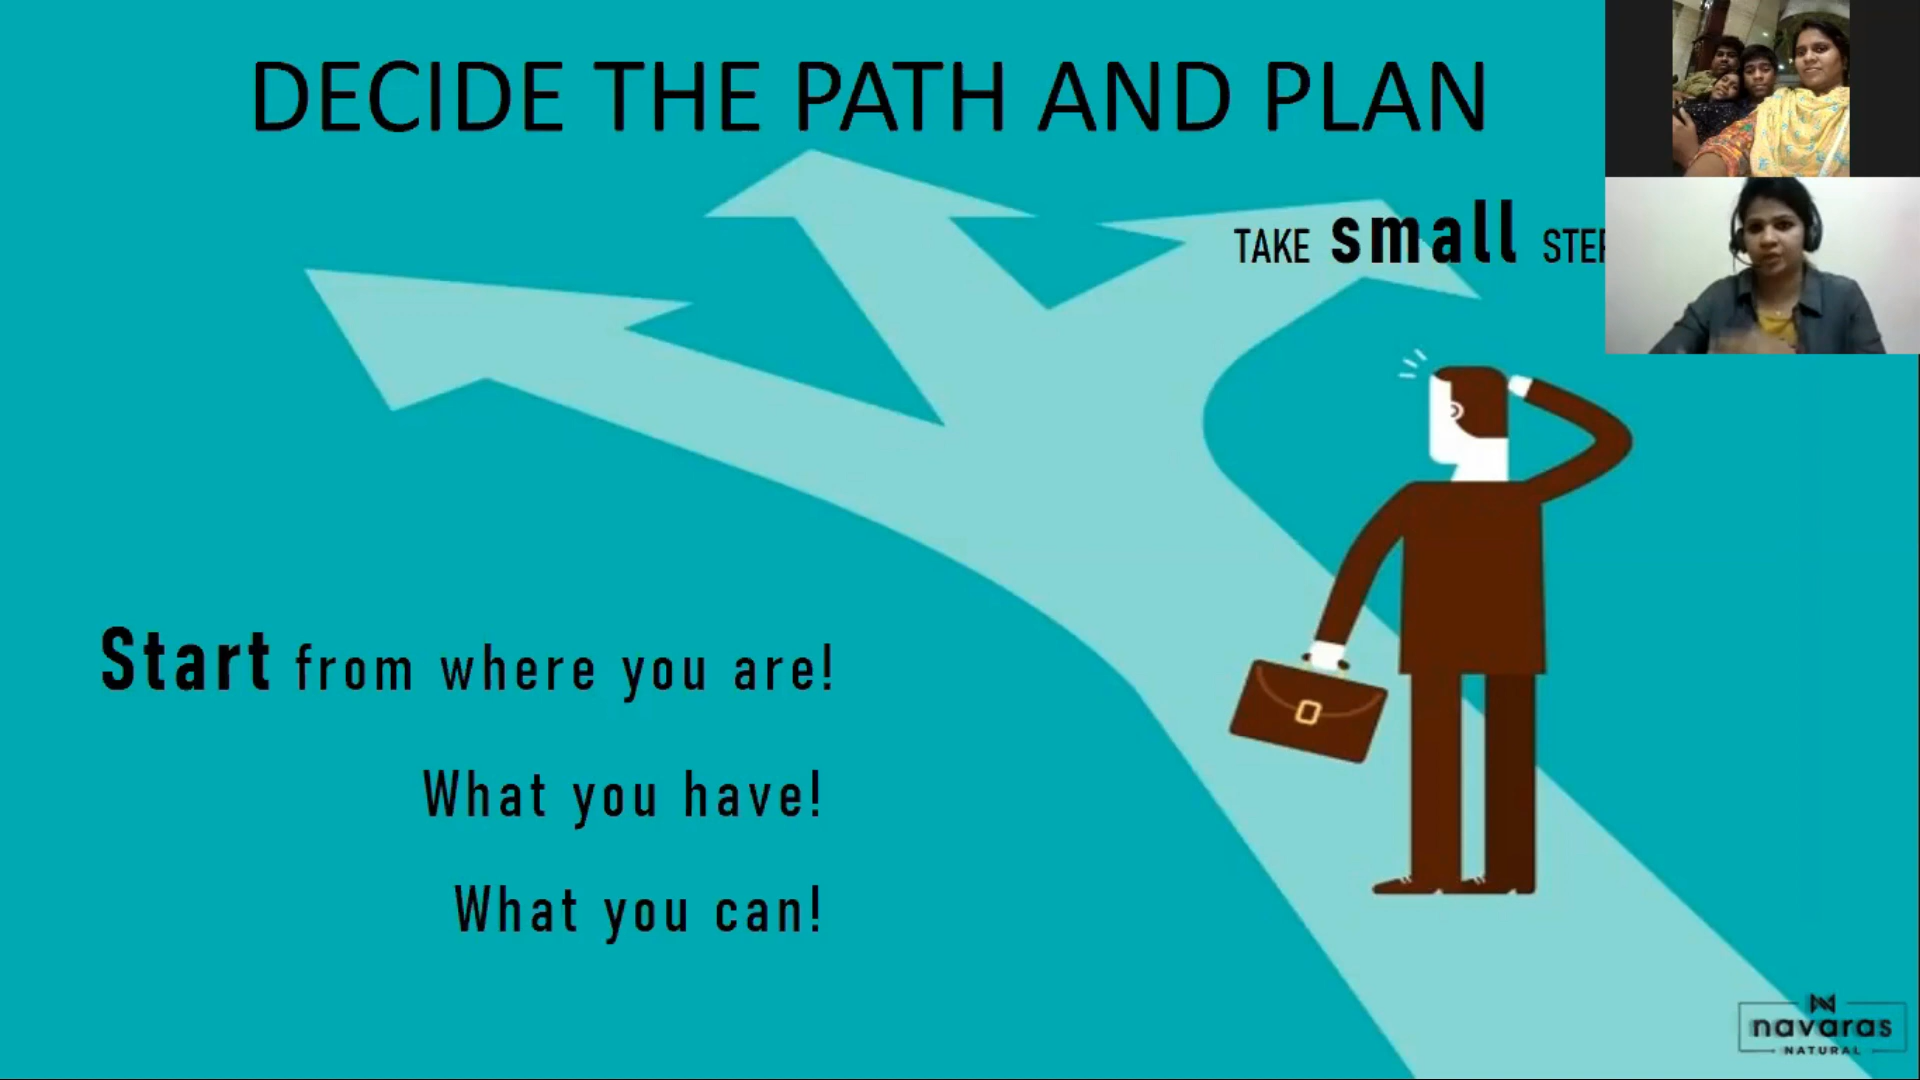 DECIDE THE PATH AND PLAN
TAKE small
Start from where you are!
What you have!
What you can!
navaras
NATURAL